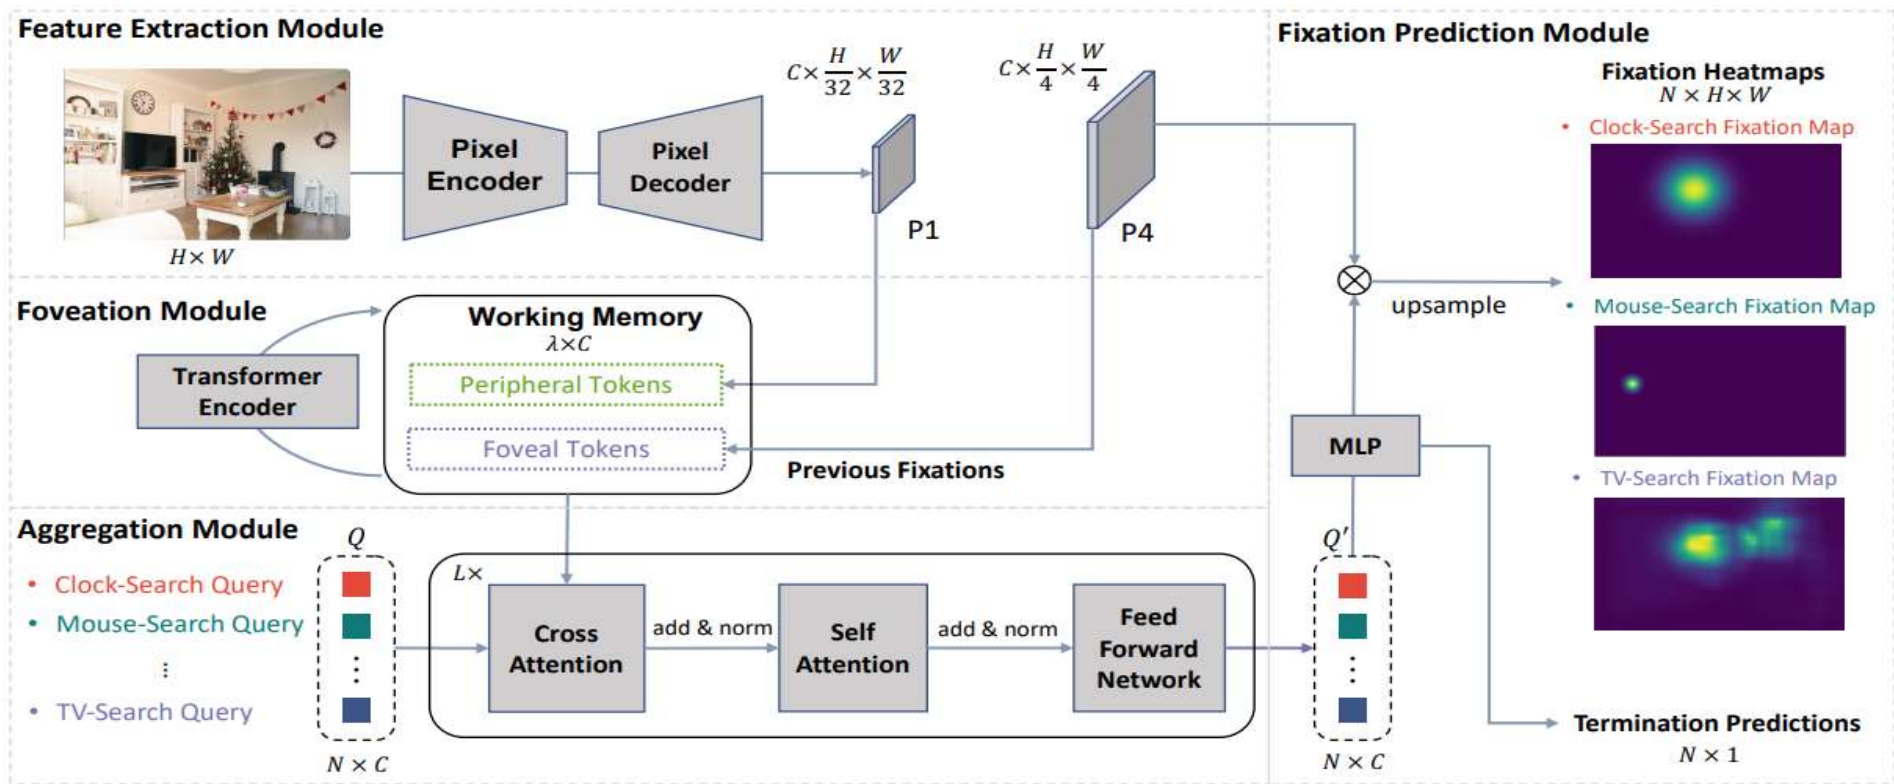 Feature Extraction Module
H × W
Pixel
Encoder
Pixel
Decoder
C × H/32 × W/32
P1
C × H/4 × W/4
P4
Foveation Module
Transformer
Encoder
Working Memory
λ×C
Peripheral Tokens
Foveal Tokens
Previous Fixations
Aggregation Module
• Clock-Search Query
• Mouse-Search Query
⋮
• TV-Search Query
Q
⋮
N × C
L×
Cross
Attention
add & norm
Self
Attention
add & norm
Feed
Forward
Network
Q′
⋮
N × C
Fixation Prediction Module
MLP
upsample
Fixation Heatmaps
N × H × W
• Clock-Search Fixation Map
• Mouse-Search Fixation Map
• TV-Search Fixation Map
Termination Predictions
N × 1